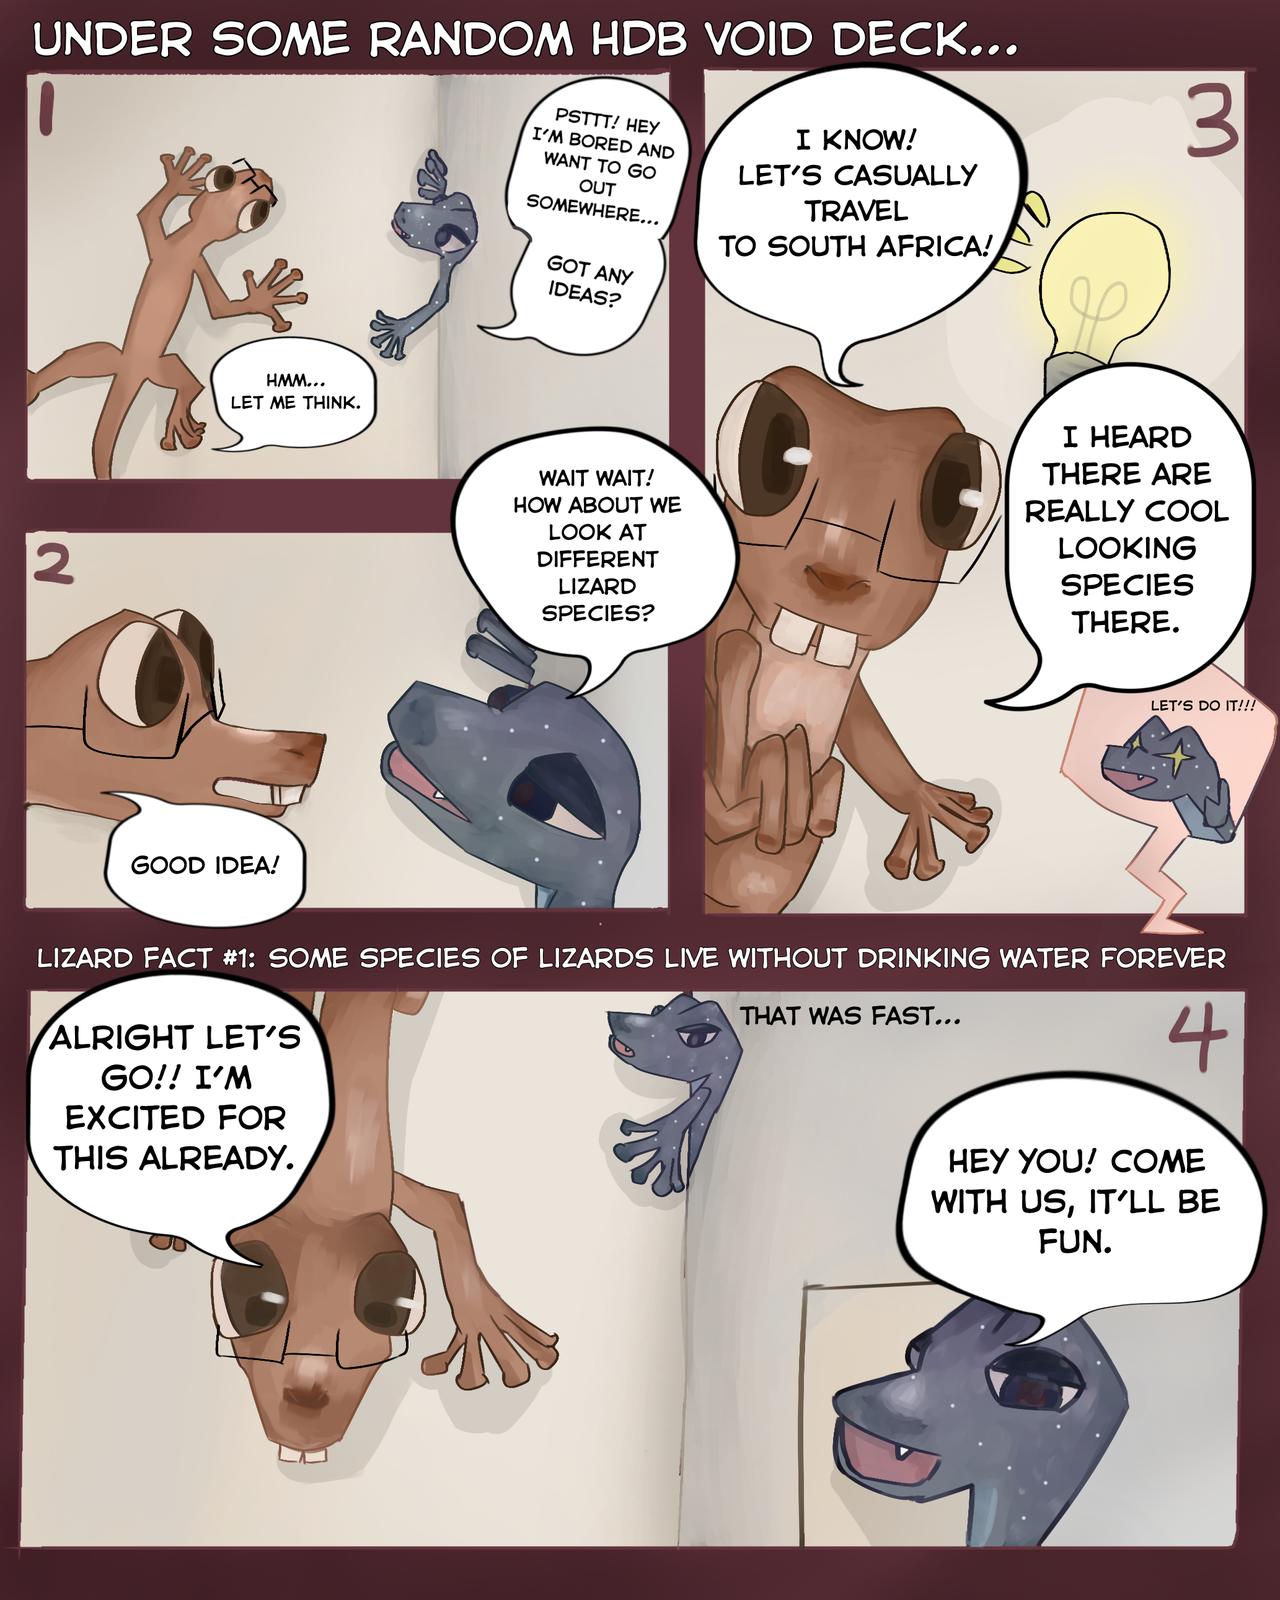 UNDER SOME RANDOM HDB VOID DECK...
1
PSTTT! HEY
I'M BORED AND
WANT TO GO
OUT
SOMEWHERE...
GOT ANY
IDEAS?
HMM...
LET ME THINK.
2
WAIT WAIT!
HOW ABOUT WE
LOOK AT
DIFFERENT
LIZARD
SPECIES?
GOOD IDEA!
3
I KNOW!
LET'S CASUALLY
TRAVEL
TO SOUTH AFRICA!
I HEARD
THERE ARE
REALLY COOL
LOOKING
SPECIES
THERE.
LET'S DO IT!!!
LIZARD FACT #1: SOME SPECIES OF LIZARDS LIVE WITHOUT DRINKING WATER FOREVER
4
ALRIGHT LET'S
GO!! I'M
EXCITED FOR
THIS ALREADY.
THAT WAS FAST...
HEY YOU! COME
WITH US, IT'LL BE
FUN.